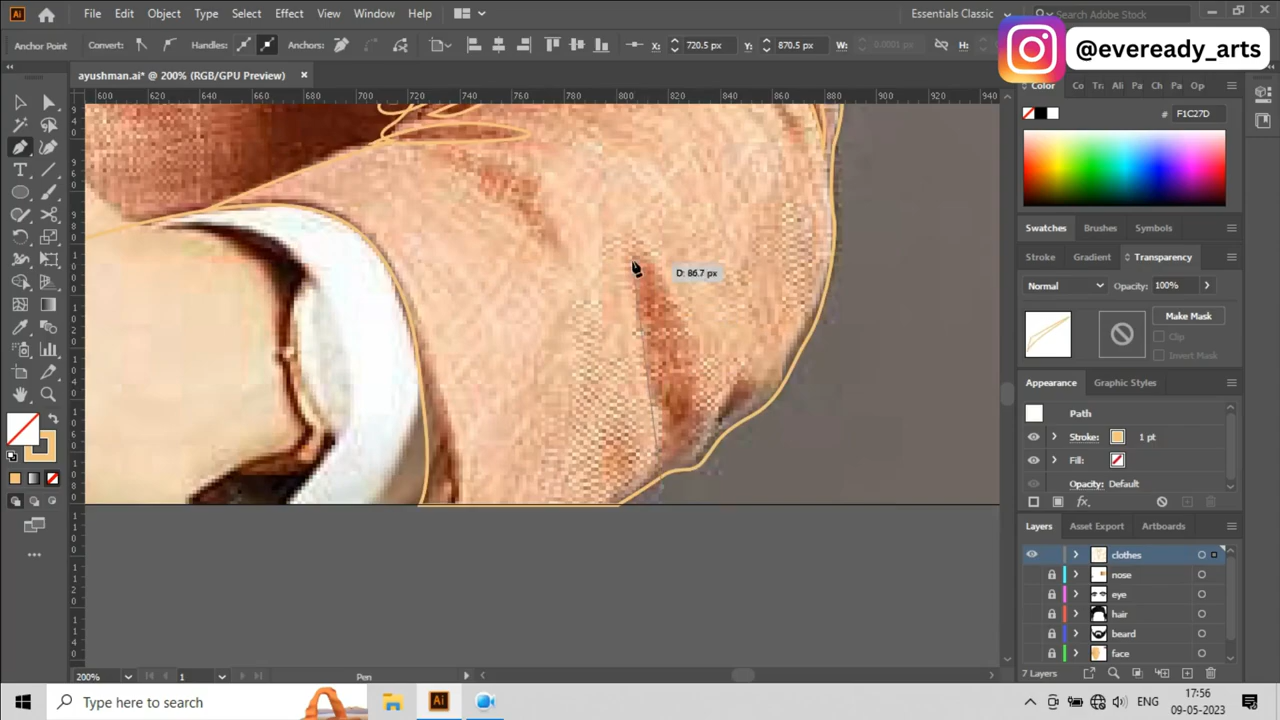 Ai File Edit Object Type Select Effect View Window Help Essentials Classic Search Adobe Stock
@eveready_arts
Anchor Point Convert: Handles: Anchors: X: 720.5 px Y: 870.5 px W: 0.0001 px H:
ayushman.ai* @ 200% (RGB/GPU Preview) ×
Color Co Tr Ali Pa Ch Pa Op
600 620 640 660 680 700 720 740 760 780 800 820 840 860 880 900 920 940
# F1C27D
Swatches Brushes Symbols
Stroke Gradient Transparency
D: 86.7 px
Normal Opacity: 100%
Make Mask
Clip
Invert Mask
Appearance Graphic Styles
Path
Stroke: 1 pt
Fill:
Opacity: Default
fx
Layers Asset Export Artboards
clothes
nose
eye
hair
beard
face
200% 1 Pen 7 Layers
Type here to search Ai ENG 17:56
09-05-2023